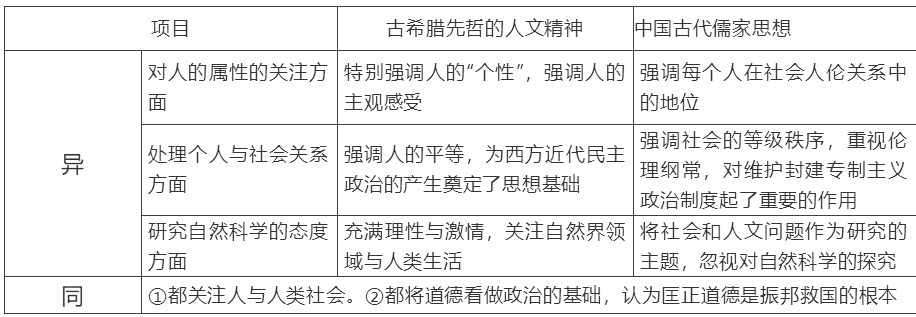 项目 古希腊先哲的人文精神 中国古代儒家思想
异
对人的属性的关注方
面
特别强调人的“个性”，强调人的
主观感受
强调每个人在社会人伦关系中
的地位
处理个人与社会关系
方面
强调人的平等，为西方近代民主
政治的产生奠定了思想基础
强调社会的等级秩序，重视伦
理纲常，对维护封建专制主义
政治制度起了重要的作用
研究自然科学的态度
方面
充满理性与激情，关注自然界领
域与人类生活
将社会和人文问题作为研究的
主题，忽视对自然科学的探究
同 ①都关注人与人类社会。②都将道德看做政治的基础，认为匡正道德是振邦救国的根本